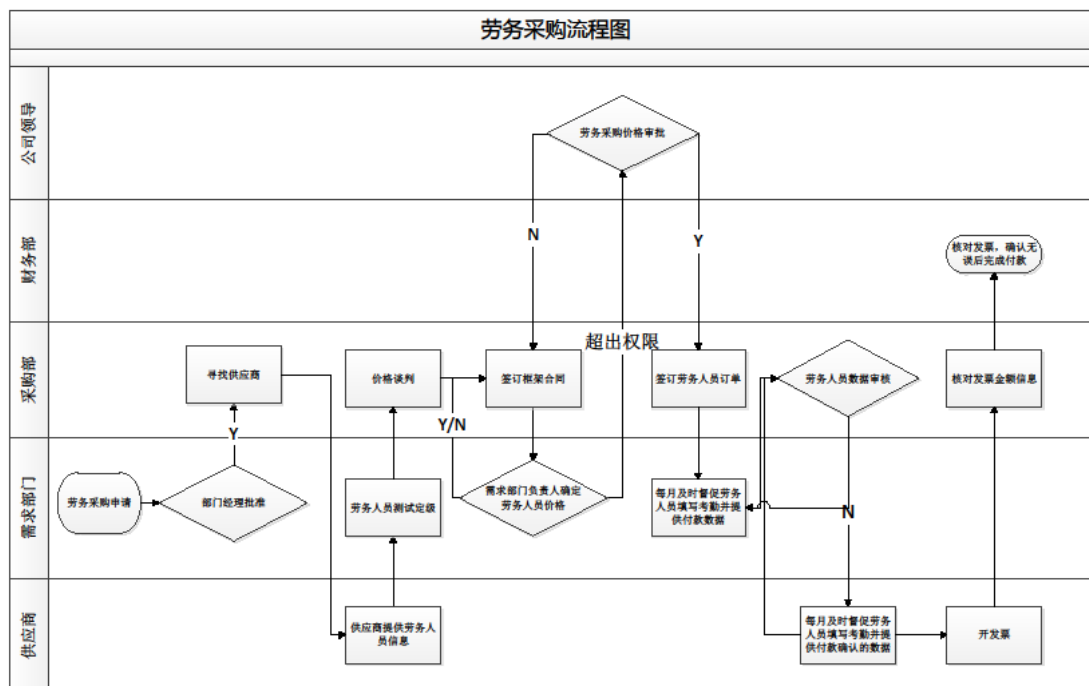 劳务采购流程图
公司领导
劳务采购价格审批
N
Y
财务部
核对发票，确认无
误后完成付款
采购部
超出权限
寻找供应商
价格谈判
签订框架合同
签订劳务人员订单
劳务人员数据审核
核对发票金额信息
Y
Y/N
需求部门
劳务采购申请
部门经理批准
劳务人员测试定级
需求部门负责人确定
劳务人员价格
每月及时督促劳务
人员填写考勤并提
供付款数据
N
供应商
供应商提供劳务人
员信息
每月及时督促劳务
人员填写考勤并提
供付款确认的数据
开发票